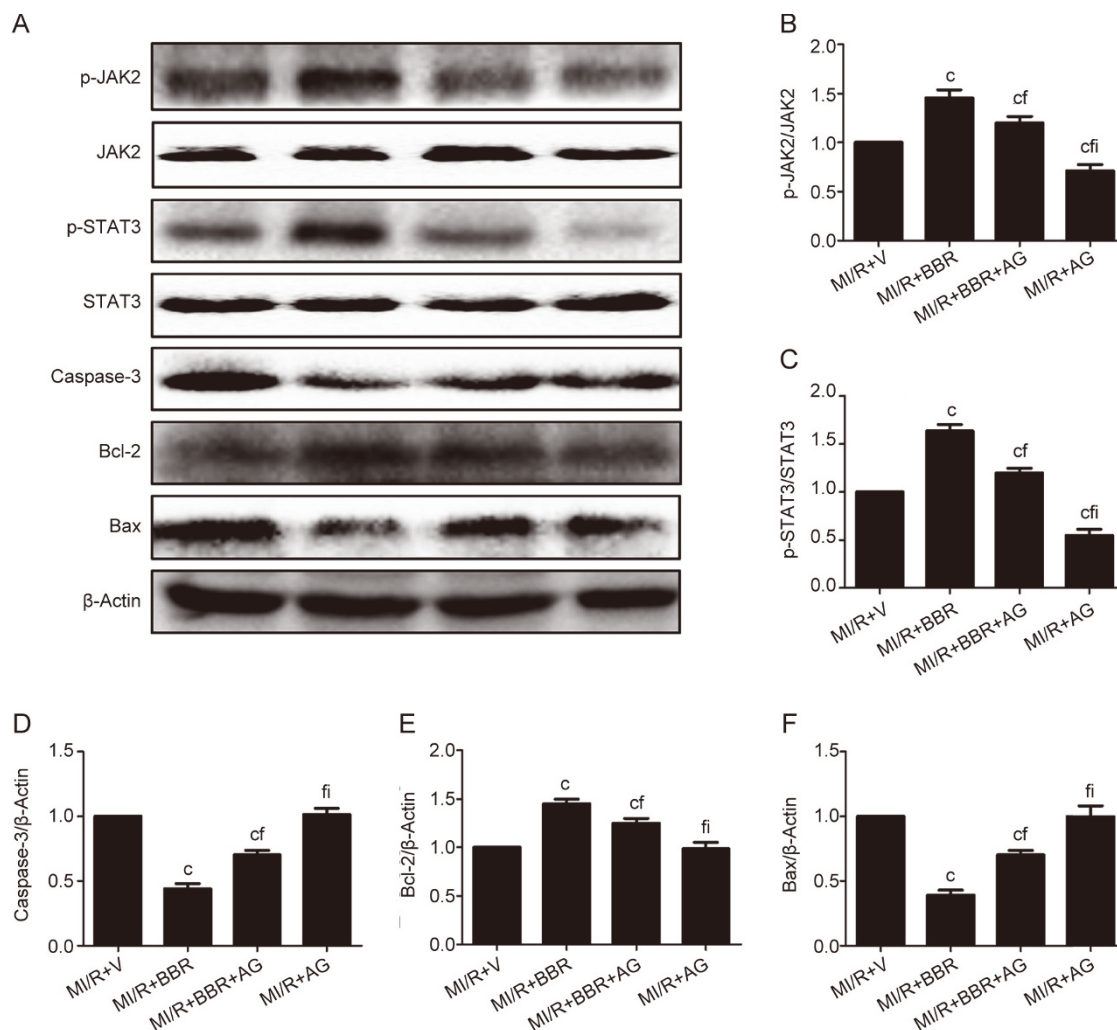 A
p-JAK2
JAK2
p-STAT3
STAT3
Caspase-3
Bcl-2
Bax
β-Actin
B
p-JAK2/JAK2
2.0
1.5
1.0
0.5
0.0
c
cf
cfi
MI/R+V
MI/R+BBR
MI/R+BBR+AG
MI/R+AG
C
p-STAT3/STAT3
2.0
1.5
1.0
0.5
0.0
c
cf
cfi
MI/R+V
MI/R+BBR
MI/R+BBR+AG
MI/R+AG
D
Caspase-3/β-Actin
1.5
1.0
0.5
0.0
c
cf
fi
MI/R+V
MI/R+BBR
MI/R+BBR+AG
MI/R+AG
E
Bcl-2/β-Actin
2.0
1.5
1.0
0.5
0.0
c
cf
fi
MI/R+V
MI/R+BBR
MI/R+BBR+AG
MI/R+AG
F
Bax/β-Actin
1.5
1.0
0.5
0.0
c
cf
fi
MI/R+V
MI/R+BBR
MI/R+BBR+AG
MI/R+AG